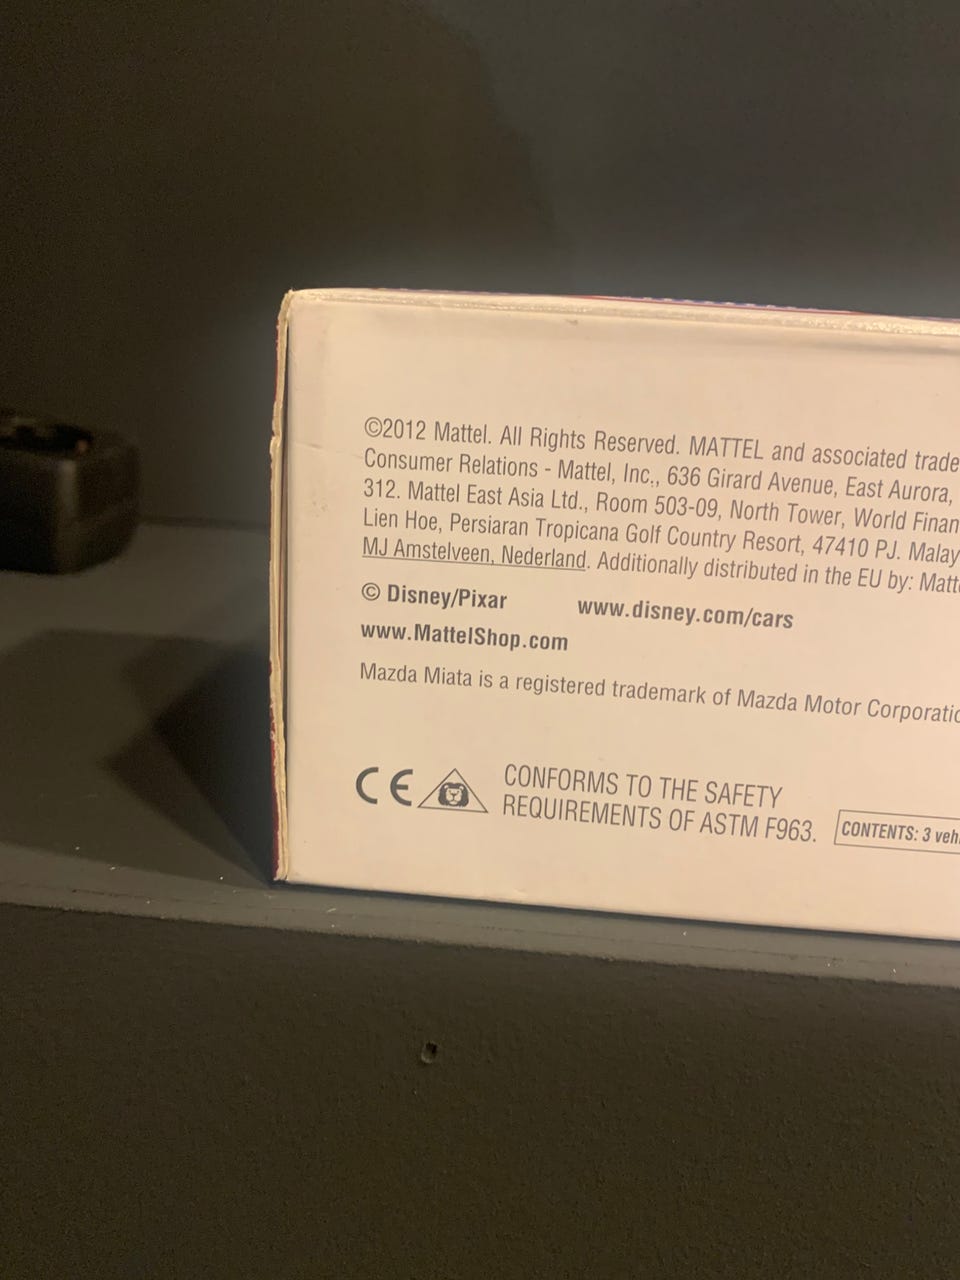 ©2012 Mattel. All Rights Reserved. MATTEL and associated trade
Consumer Relations - Mattel, Inc., 636 Girard Avenue, East Aurora,
312. Mattel East Asia Ltd., Room 503-09, North Tower, World Finan
Lien Hoe, Persiaran Tropicana Golf Country Resort, 47410 PJ. Malay
MJ Amstelveen, Nederland. Additionally distributed in the EU by: Matt
© Disney/Pixar www.disney.com/cars
www.MattelShop.com
Mazda Miata is a registered trademark of Mazda Motor Corporatio
CE CONFORMS TO THE SAFETY
REQUIREMENTS OF ASTM F963.
CONTENTS: 3 veh